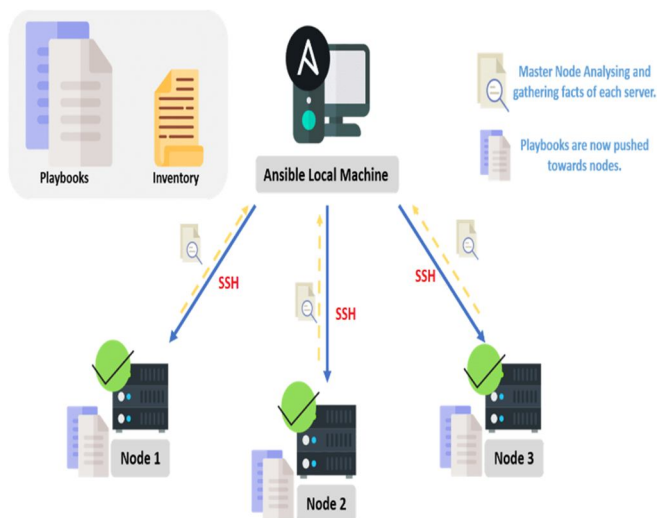 Master Node Analysing and
gathering facts of each server.
Playbooks are now pushed
towards nodes.
Playbooks
Inventory
Ansible Local Machine
SSH
SSH
SSH
Node 1
Node 2
Node 3